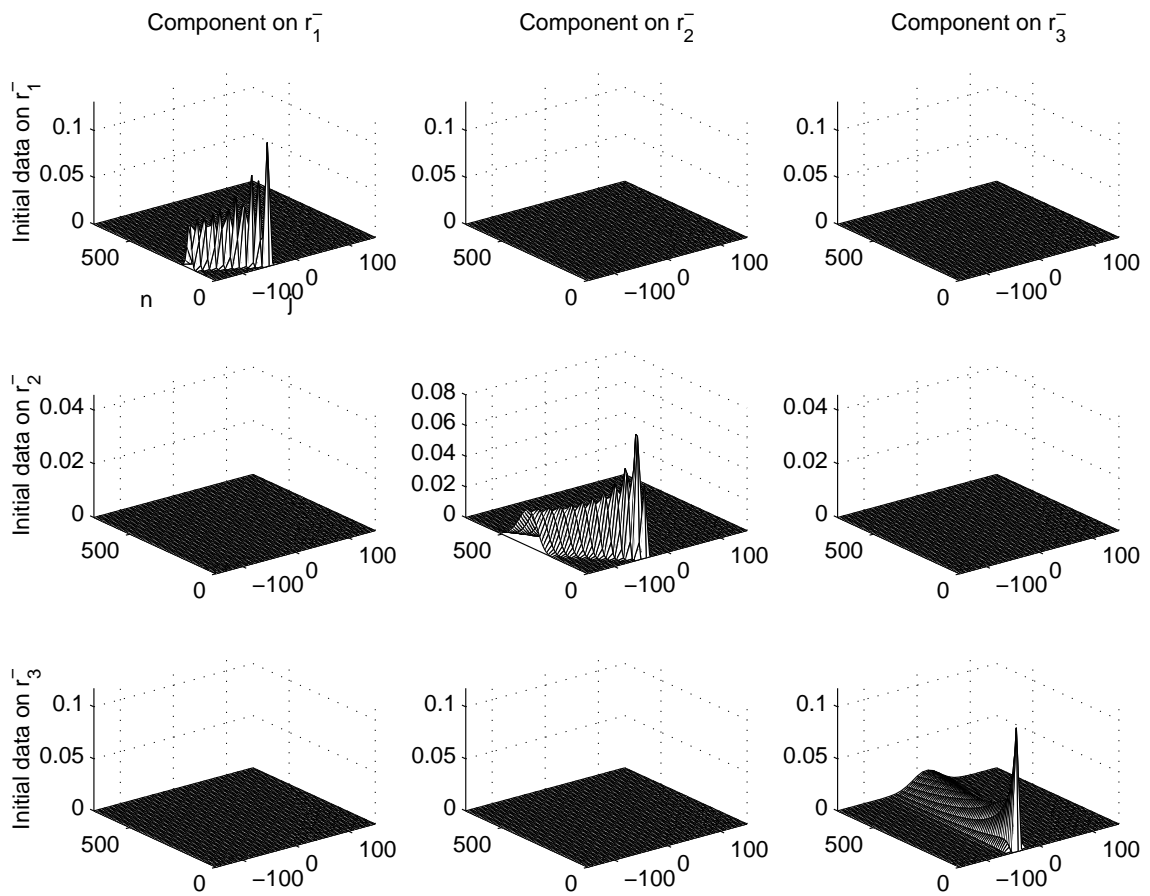 Component on r₁⁻ Component on r₂⁻ Component on r₃⁻
Initial data on r₁⁻
0.1 0.1 0.1
0.05 0.05 0.05
0 0 0
500 100 500 100 500 100
0 −100 0 0 −100 0 0 −100 0
n j
Initial data on r₂⁻
0.04 0.08 0.04
0.06
0.02 0.04 0.02
0.02
0 0 0
500 100 500 100 500 100
0 −100 0 0 −100 0 0 −100 0
Initial data on r₃⁻
0.1 0.1 0.1
0.05 0.05 0.05
0 0 0
500 100 500 100 500 100
0 −100 0 0 −100 0 0 −100 0